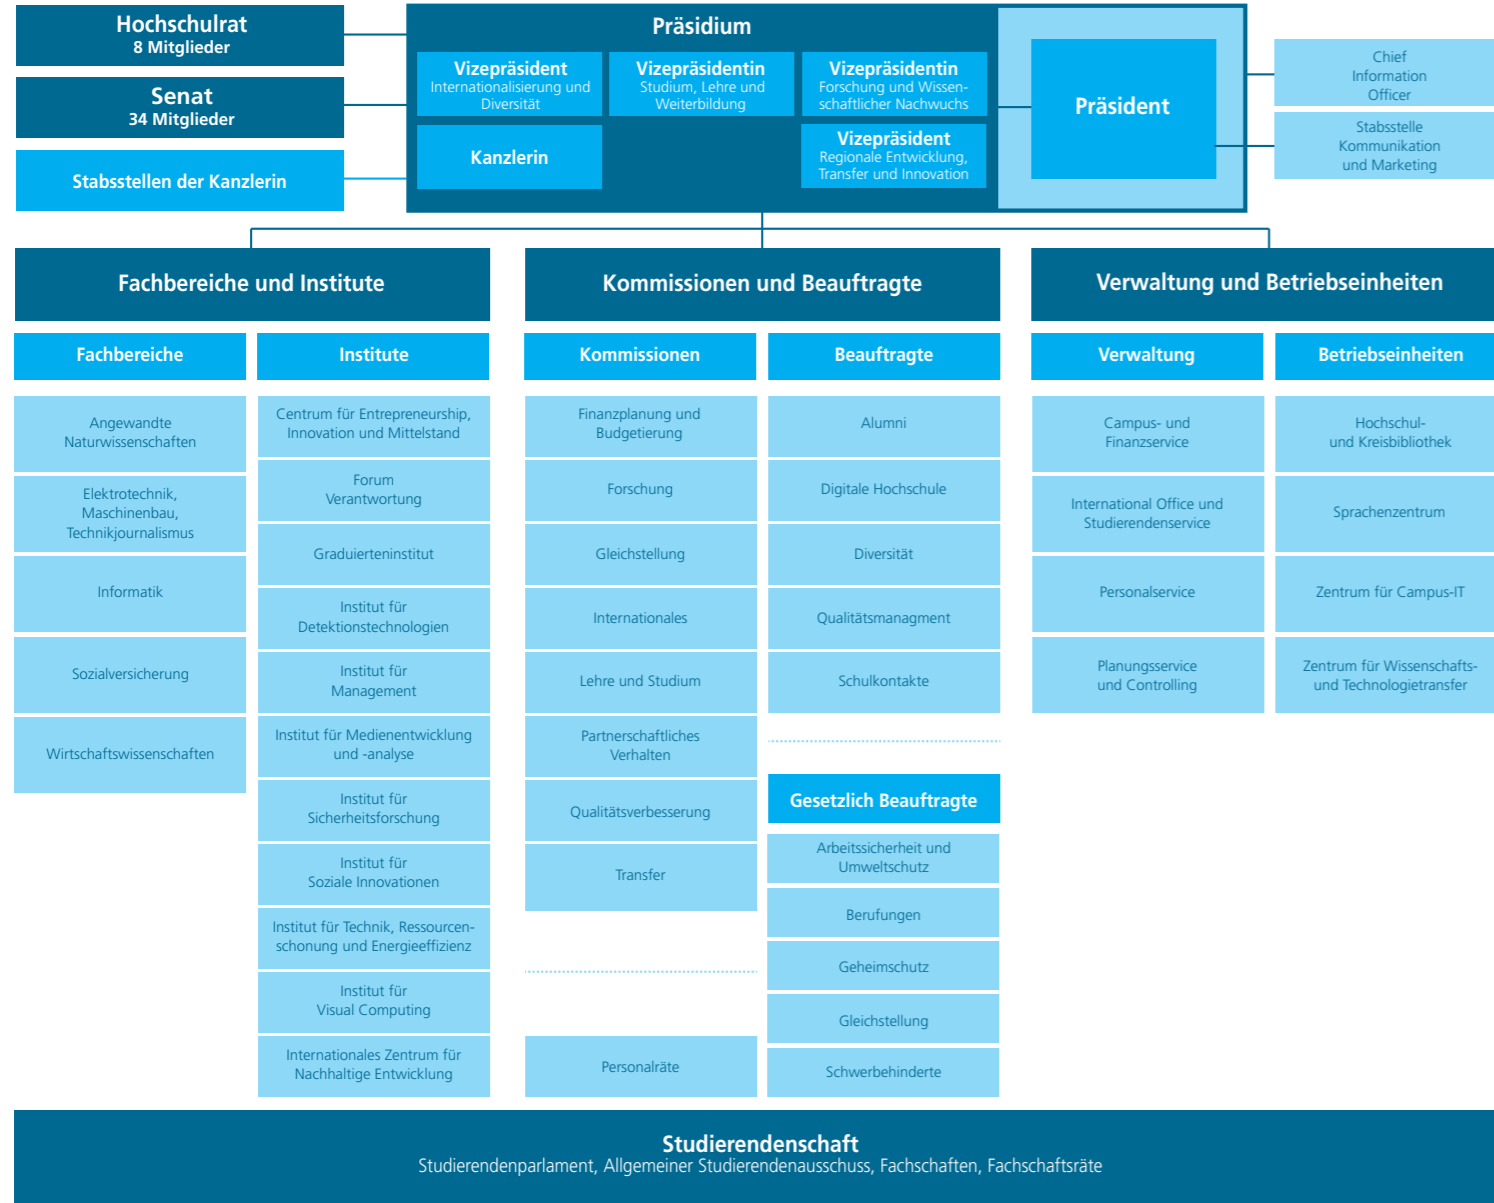 Hochschulrat
8 Mitglieder
Senat
34 Mitglieder
Stabsstellen der Kanzlerin
Präsidium
Vizepräsident
Internationalisierung und
Diversität
Vizepräsidentin
Studium, Lehre und
Weiterbildung
Vizepräsidentin
Forschung und Wissen-
schaftlicher Nachwuchs
Kanzlerin
Vizepräsident
Regionale Entwicklung,
Transfer und Innovation
Präsident
Chief
Information
Officer
Stabsstelle
Kommunikation
und Marketing
Fachbereiche und Institute
Fachbereiche
Angewandte
Naturwissenschaften
Elektrotechnik,
Maschinenbau,
Technikjournalismus
Informatik
Sozialversicherung
Wirtschaftswissenschaften
Institute
Centrum für Entrepreneurship,
Innovation und Mittelstand
Forum
Verantwortung
Graduierteninstitut
Institut für
Detektionstechnologien
Institut für
Management
Institut für Medienentwicklung
und -analyse
Institut für
Sicherheitsforschung
Institut für
Soziale Innovationen
Institut für Technik, Ressourcen-
schonung und Energieeffizienz
Institut für
Visual Computing
Internationales Zentrum für
Nachhaltige Entwicklung
Kommissionen und Beauftragte
Kommissionen
Finanzplanung und
Budgetierung
Forschung
Gleichstellung
Internationales
Lehre und Studium
Partnerschaftliches
Verhalten
Qualitätsverbesserung
Transfer
Personalräte
Beauftragte
Alumni
Digitale Hochschule
Diversität
Qualitätsmanagment
Schulkontakte
Gesetzlich Beauftragte
Arbeitssicherheit und
Umweltschutz
Berufungen
Geheimschutz
Gleichstellung
Schwerbehinderte
Verwaltung und Betriebseinheiten
Verwaltung
Campus- und
Finanzservice
International Office und
Studierendenservice
Personalservice
Planungsservice
und Controlling
Betriebseinheiten
Hochschul-
und Kreisbibliothek
Sprachenzentrum
Zentrum für Campus-IT
Zentrum für Wissenschafts-
und Technologietransfer
Studierendenschaft
Studierendenparlament, Allgemeiner Studierendenausschuss, Fachschaften, Fachschaftsräte